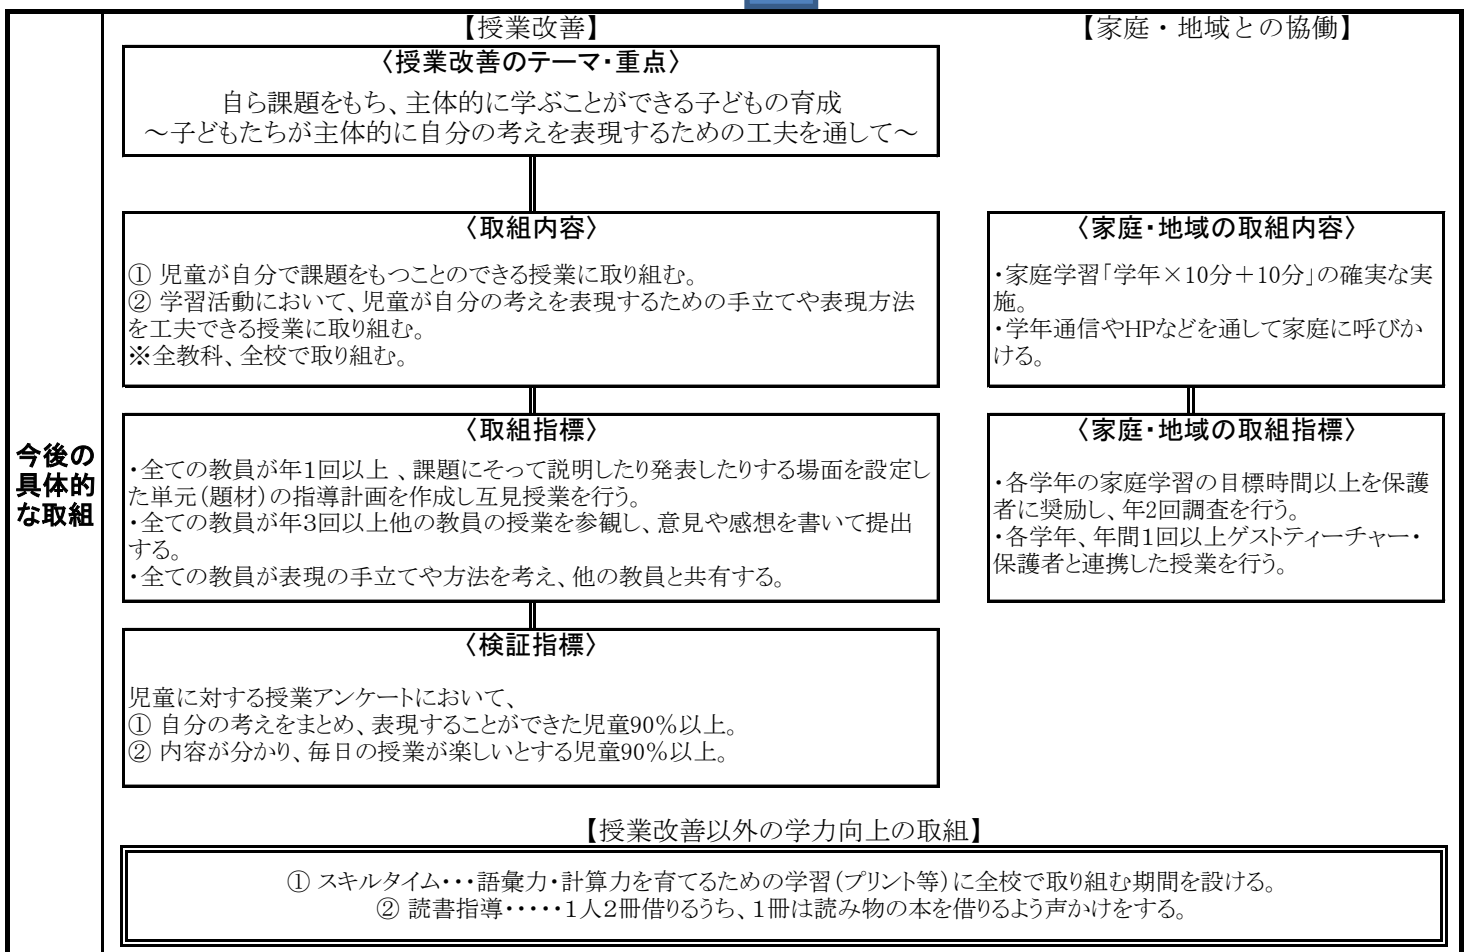 今後の
具体的
な取組
【授業改善】
〈授業改善のテーマ・重点〉
自ら課題をもち、主体的に学ぶことができる子どもの育成
～子どもたちが主体的に自分の考えを表現するための工夫を通して～
〈取組内容〉
① 児童が自分で課題をもつことのできる授業に取り組む。
② 学習活動において、児童が自分の考えを表現するための手立てや表現方法
を工夫できる授業に取り組む。
※全教科、全校で取り組む。
〈取組指標〉
・全ての教員が年１回以上 、課題にそって説明したり発表したりする場面を設定し
た単元（題材）の指導計画を作成し互見授業を行う。
・全ての教員が年３回以上他の教員の授業を参観し、意見や感想を書いて提出
する。
・全ての教員が表現の手立てや方法を考え、他の教員と共有する。
〈検証指標〉
児童に対する授業アンケートにおいて、
① 自分の考えをまとめ、表現することができた児童90％以上。
② 内容が分かり、毎日の授業が楽しいとする児童90％以上。
【家庭・地域との協働】
〈家庭・地域の取組内容〉
・家庭学習「学年×10分＋10分」の確実な実
施。
・学年通信やHPなどを通して家庭に呼びか
ける。
〈家庭・地域の取組指標〉
・各学年の家庭学習の目標時間以上を保護
者に奨励し、年2回調査を行う。
・各学年、年間1回以上ゲストティーチャー・
保護者と連携した授業を行う。
【授業改善以外の学力向上の取組】
① スキルタイム・・・語彙力・計算力を育てるための学習（プリント等）に全校で取り組む期間を設ける。
② 読書指導・・・・・１人２冊借りるうち、１冊は読み物の本を借りるよう声かけをする。